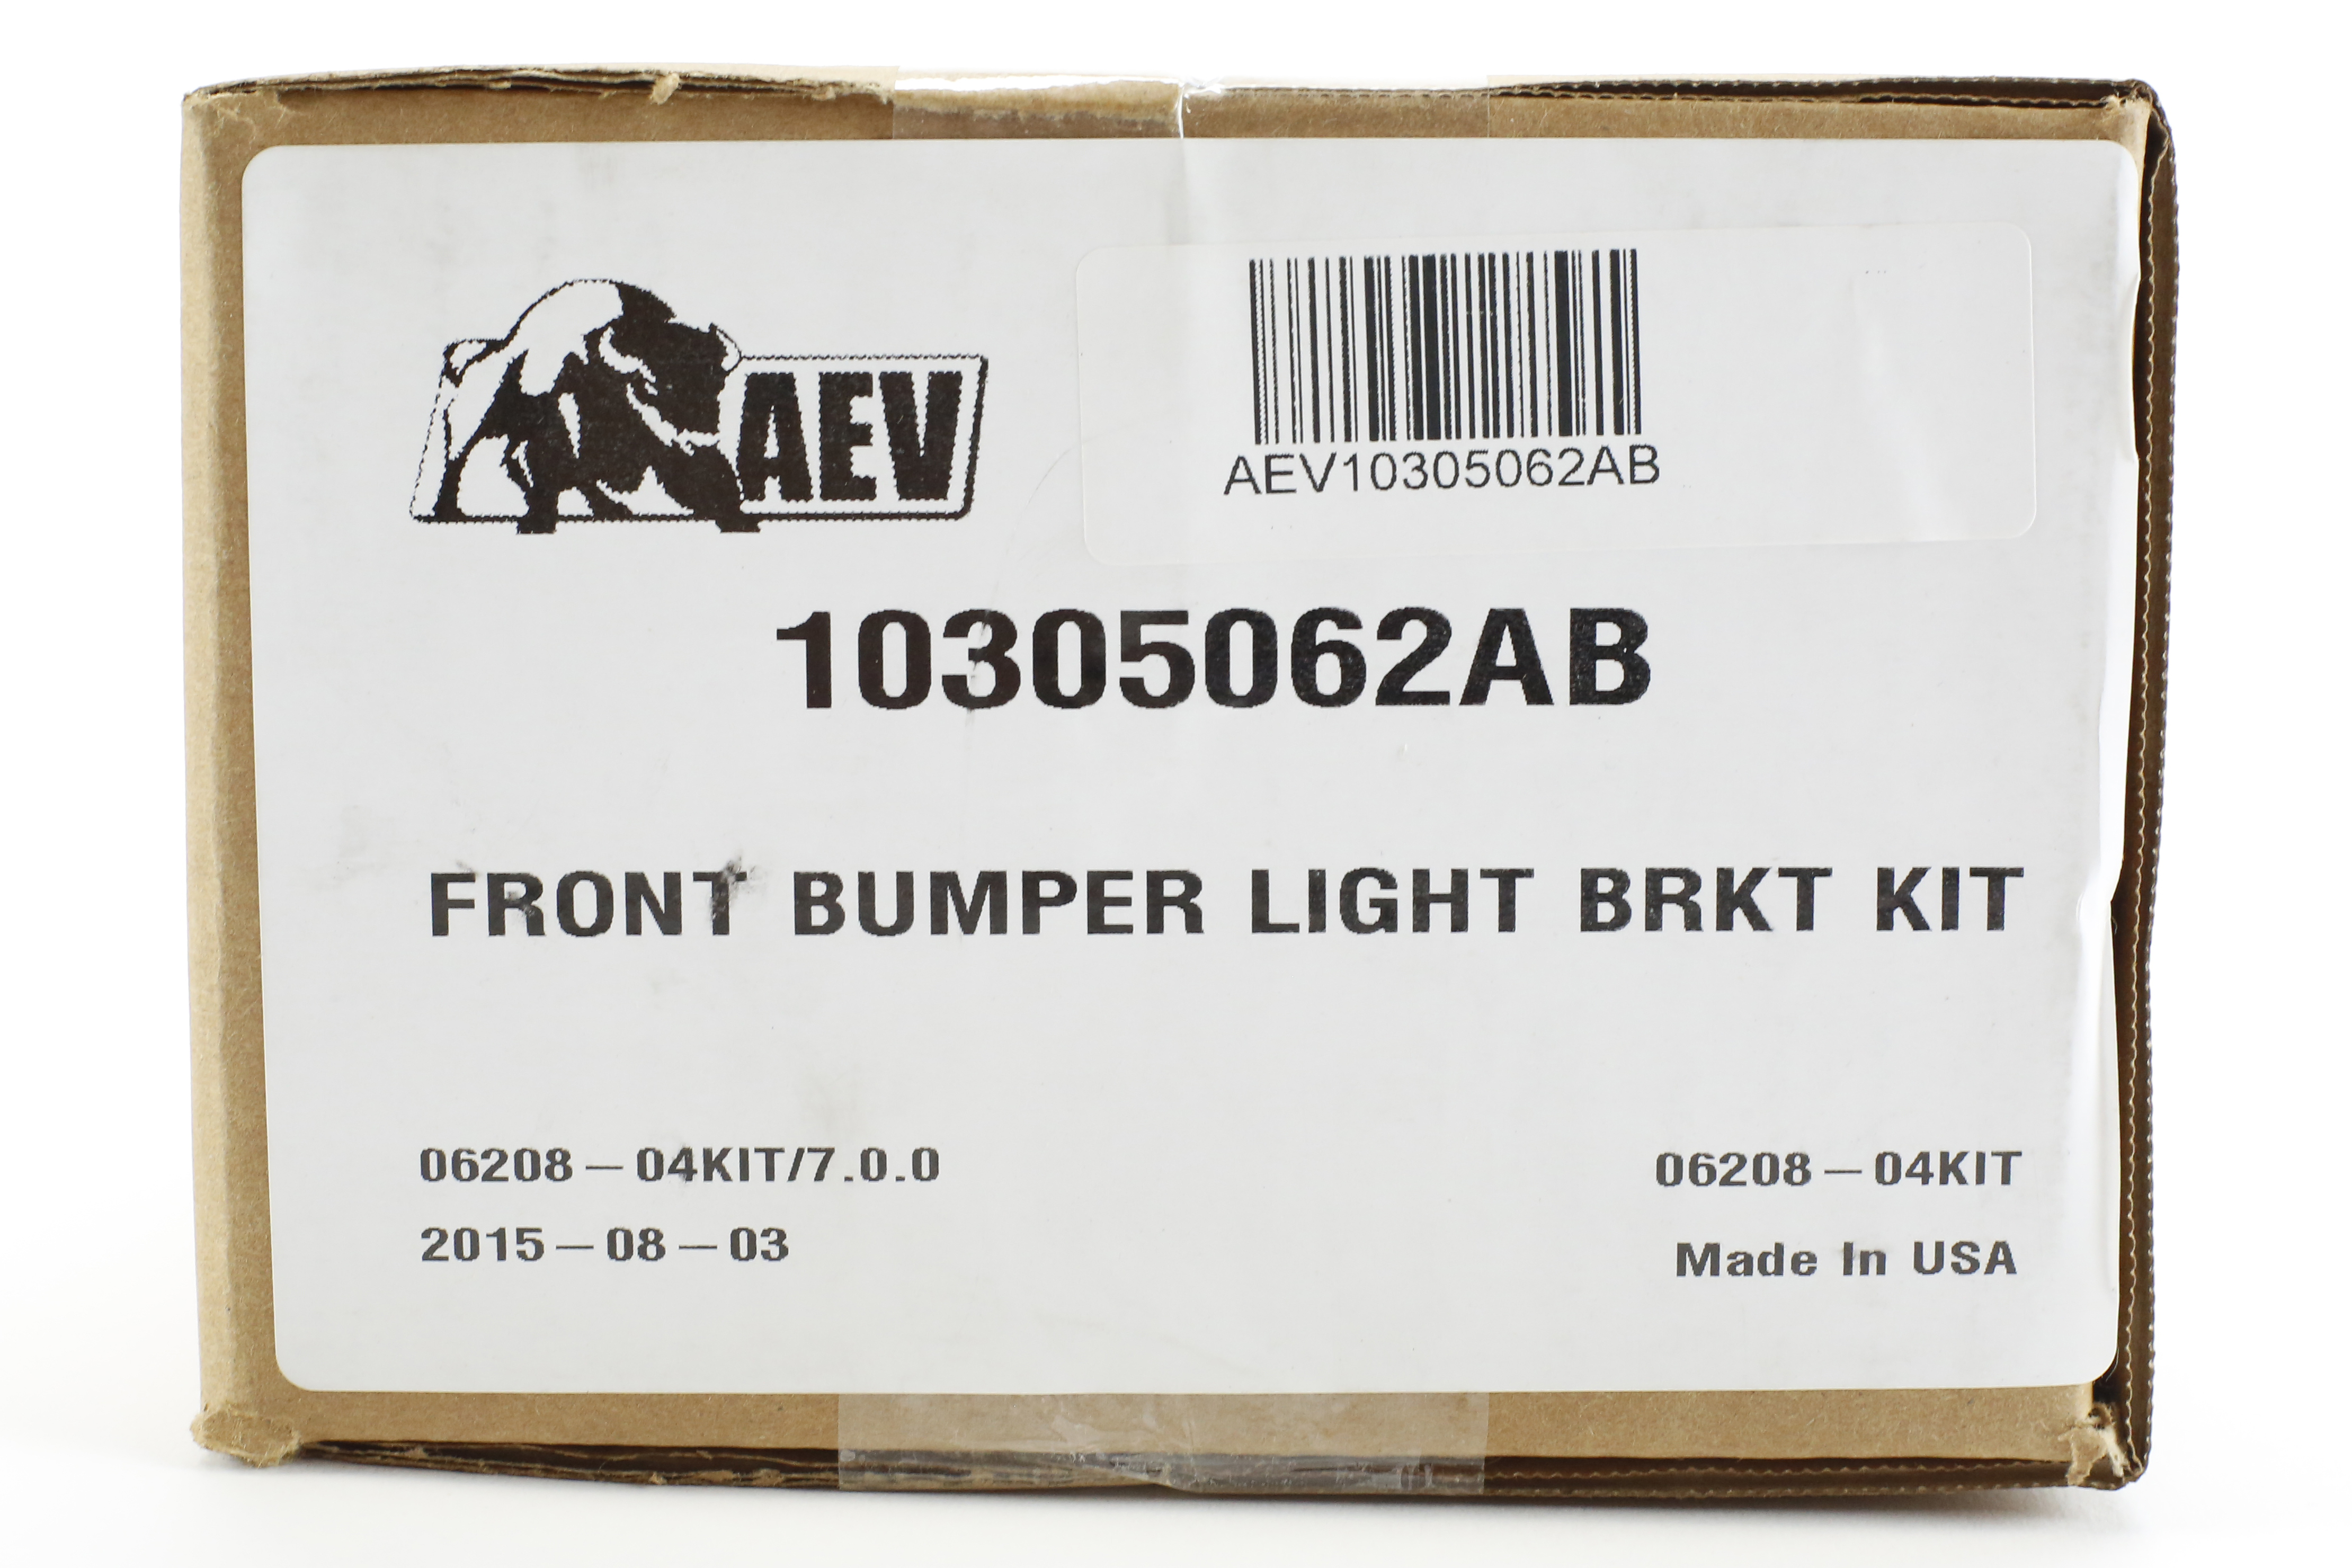 AEV
AEV10305062AB
10305062AB
FRONT BUMPER LIGHT BRKT KIT
06208-04KIT/7.0.0
06208-04KIT
2015-08-03
Made In USA